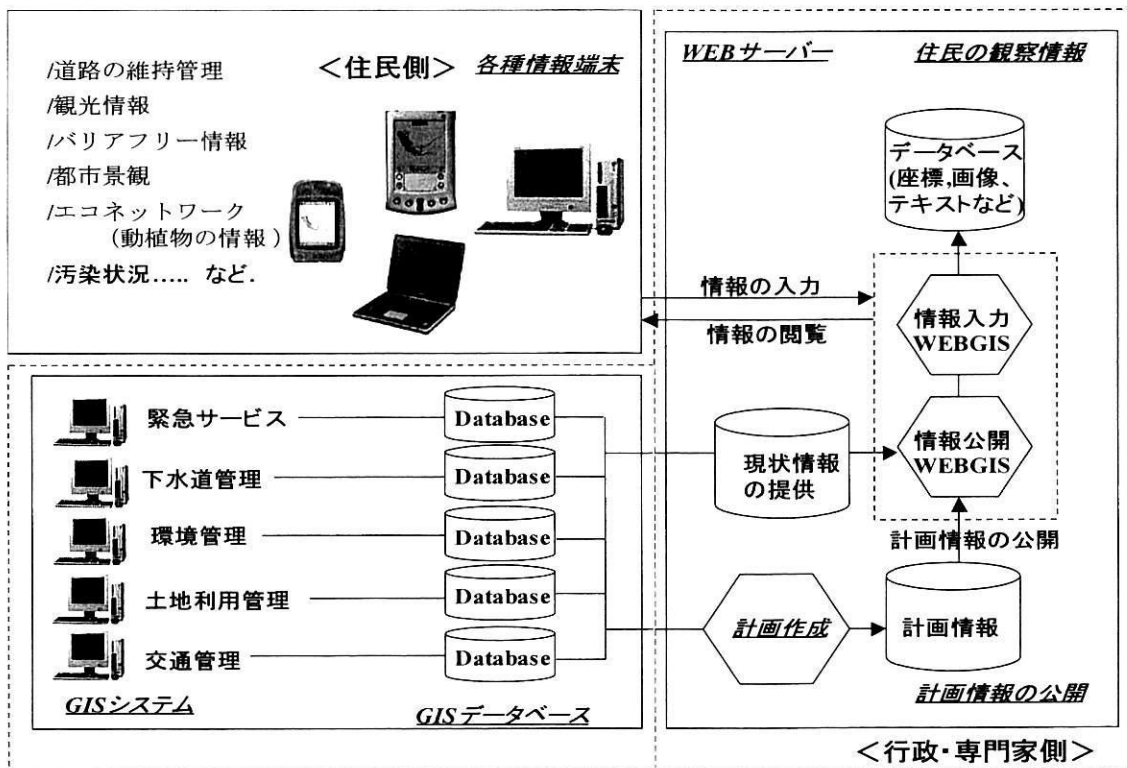 <住民側>
各種情報端末
/道路の維持管理
/観光情報
/バリアフリー情報
/都市景観
/エコネットワーク
（動植物の情報）
/汚染状況..... など.
WEBサーバー
住民の観察情報
データベース
(座標,画像、
テキストなど)
情報の入力
情報の閲覧
情報入力
WEBGIS
情報公開
WEBGIS
現状情報
の提供
計画情報の公開
計画作成
計画情報
計画情報の公開
<行政・専門家側>
緊急サービス
Database
下水道管理
Database
環境管理
Database
土地利用管理
Database
交通管理
Database
GISシステム
GISデータベース